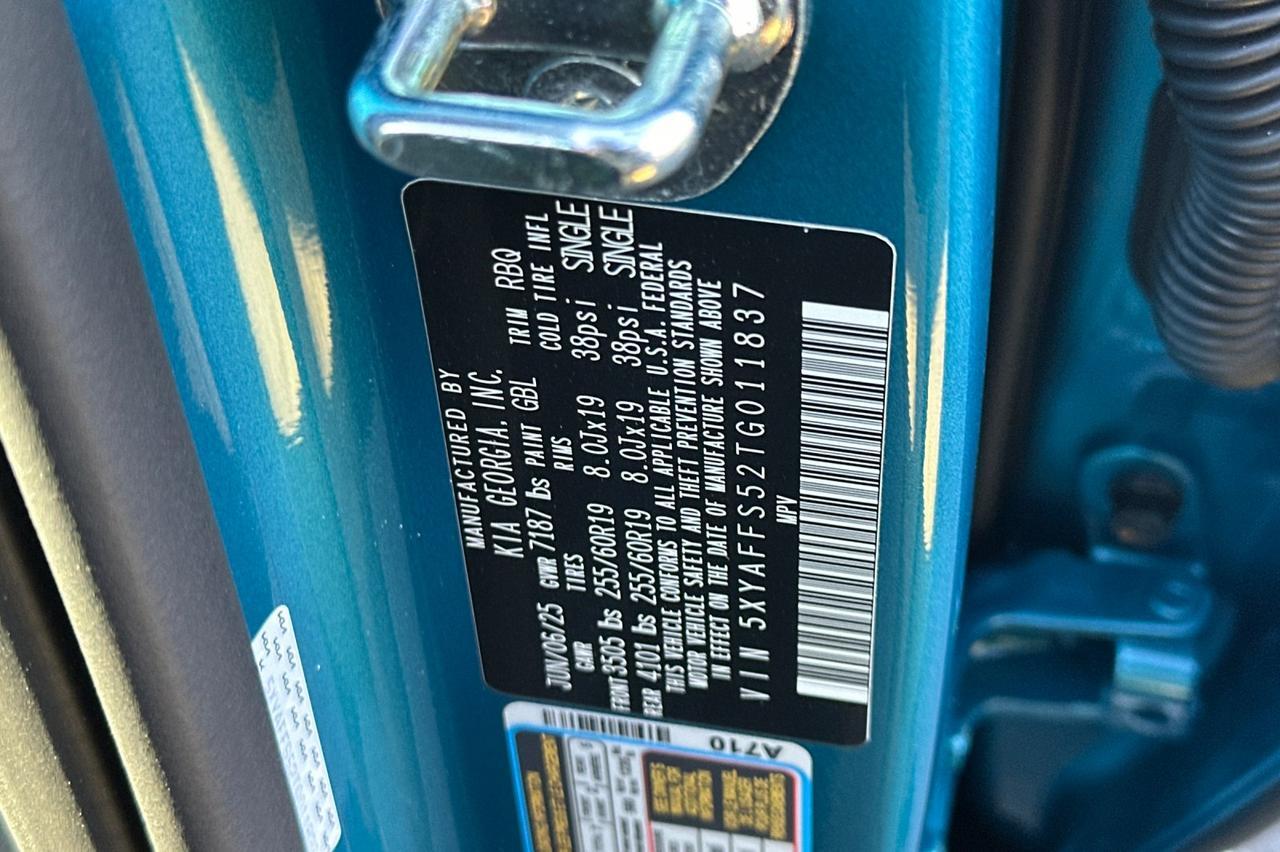 MANUFACTURED BY
KIA GEORGIA, INC.
JUN/06/25 GVWR 7187 lbs PAINT GBL TRIM RBQ
GAWR TIRES RIMS COLD TIRE INFL
FRONT 3505 lbs 255/60R19 8.0Jx19 38psi SINGLE
REAR 4101 lbs 255/60R19 8.0Jx19 38psi SINGLE
THIS VEHICLE CONFORMS TO ALL APPLICABLE U.S.A. FEDERAL
MOTOR VEHICLE SAFETY AND THEFT PREVENTION STANDARDS
IN EFFECT ON THE DATE OF MANUFACTURE SHOWN ABOVE
VIN 5XYAFFS52TG011837
MPV
A710